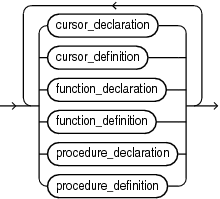 cursor_declaration
cursor_definition
function_declaration
function_definition
procedure_declaration
procedure_definition